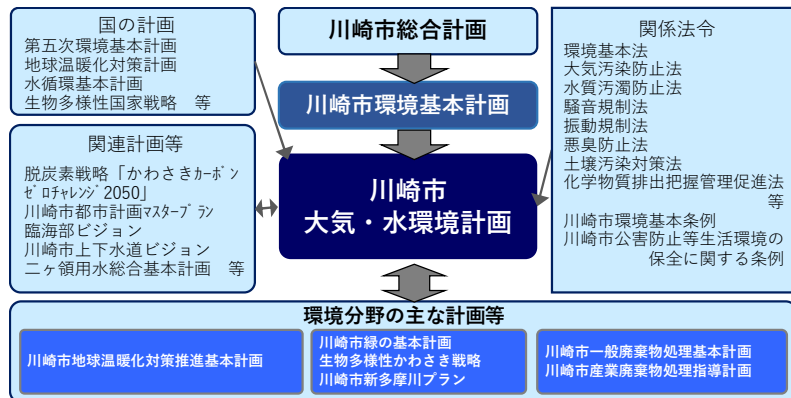 国の計画
第五次環境基本計画
地球温暖化対策計画
水循環基本計画
生物多様性国家戦略　等
川崎市総合計画
川崎市環境基本計画
川崎市
大気・水環境計画
関係法令
環境基本法
大気汚染防止法
水質汚濁防止法
騒音規制法
振動規制法
悪臭防止法
土壌汚染対策法
化学物質排出把握管理促進法
等
川崎市環境基本条例
川崎市公害防止等生活環境の
保全に関する条例
関連計画等
脱炭素戦略「かわさきｶｰﾎﾞﾝ
ｾﾞﾛﾁｬﾚﾝｼﾞ2050」
川崎市都市計画ﾏｽﾀｰﾌﾟﾗﾝ
臨海部ビジョン
川崎市上下水道ビジョン
二ヶ領用水総合基本計画　等
環境分野の主な計画等
川崎市地球温暖化対策推進基本計画
川崎市緑の基本計画
生物多様性かわさき戦略
川崎市新多摩川プラン
川崎市一般廃棄物処理基本計画
川崎市産業廃棄物処理指導計画